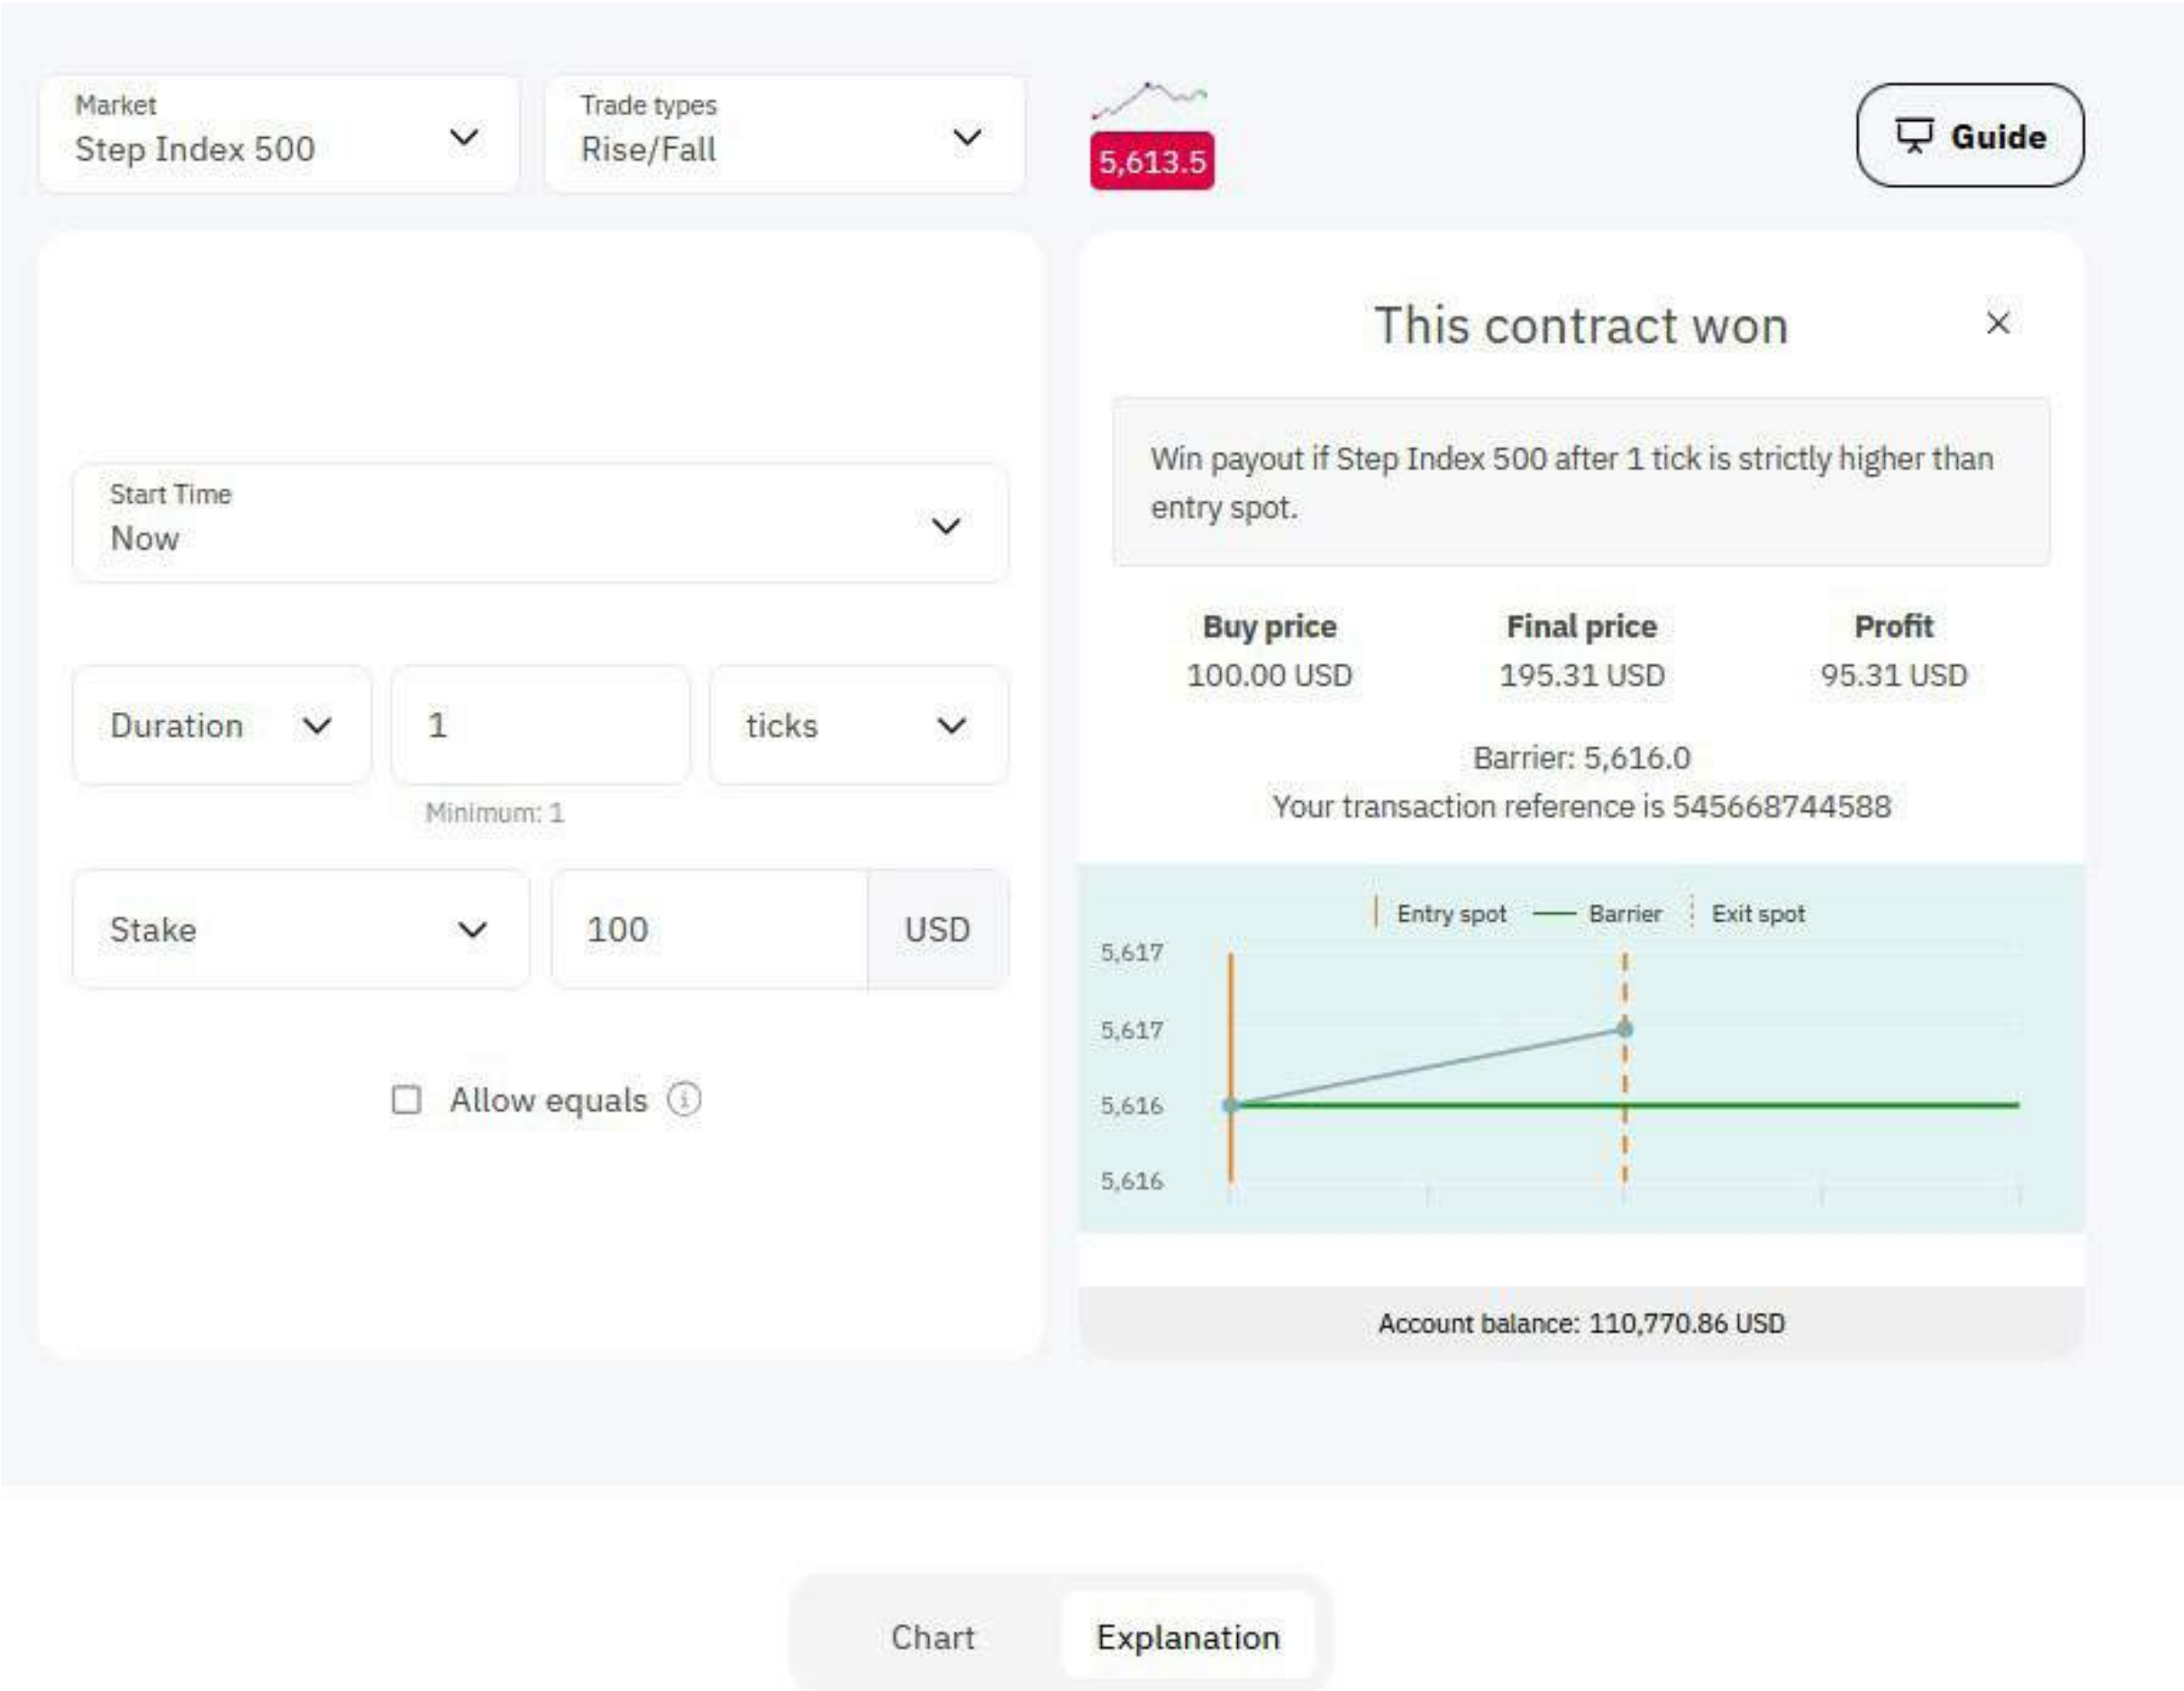 Market
Step Index 500
Trade types
Rise/Fall
5,613.5
Guide
Start Time
Now
Duration
1
ticks
Minimum: 1
Stake
100
USD
Allow equals
This contract won
Win payout if Step Index 500 after 1 tick is strictly higher than
entry spot.
Buy price Final price Profit
100.00 USD 195.31 USD 95.31 USD
Barrier: 5,616.0
Your transaction reference is 545668744588
Entry spot Barrier Exit spot
5,617
5,617
5,616
5,616
Account balance: 110,770.86 USD
Chart
Explanation